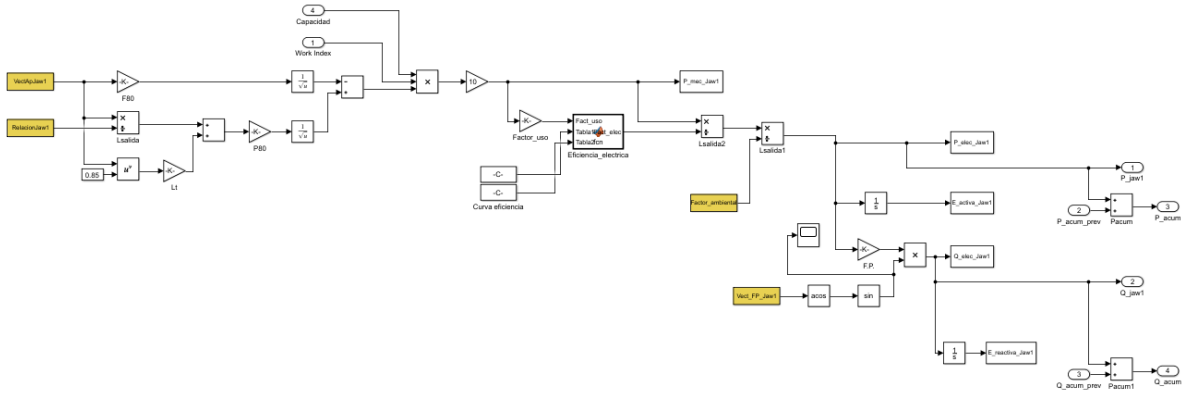 4
Capacidad
1
Work Index
VectApJaw1
-K-
F80
1
√u
-
+
×
10
P_mec_Jaw1
RelacionJaw1
×
÷
Lsalida
+
+
-K-
P80
1
√u
-K-
Factor_uso
Fact_uso
Tabla1
Tabla2
fcn
Eficiencia_electrica
×
÷
Lsalida2
×
÷
Lsalida1
0.85
uᵛ
-K-
Lt
-C-
-C-
Curva eficiencia
Factor_ambiental
P_elec_Jaw1
1
P_jaw1
1
s
E_activa_Jaw1
2
P_acum_prev
+
+
Pacum
3
P_acum
-K-
F.P.
×
Q_elec_Jaw1
Vect_FP_Jaw1
acos
sin
2
Q_jaw1
1
s
E_reactiva_Jaw1
3
Q_acum_prev
+
+
Pacum1
4
Q_acum